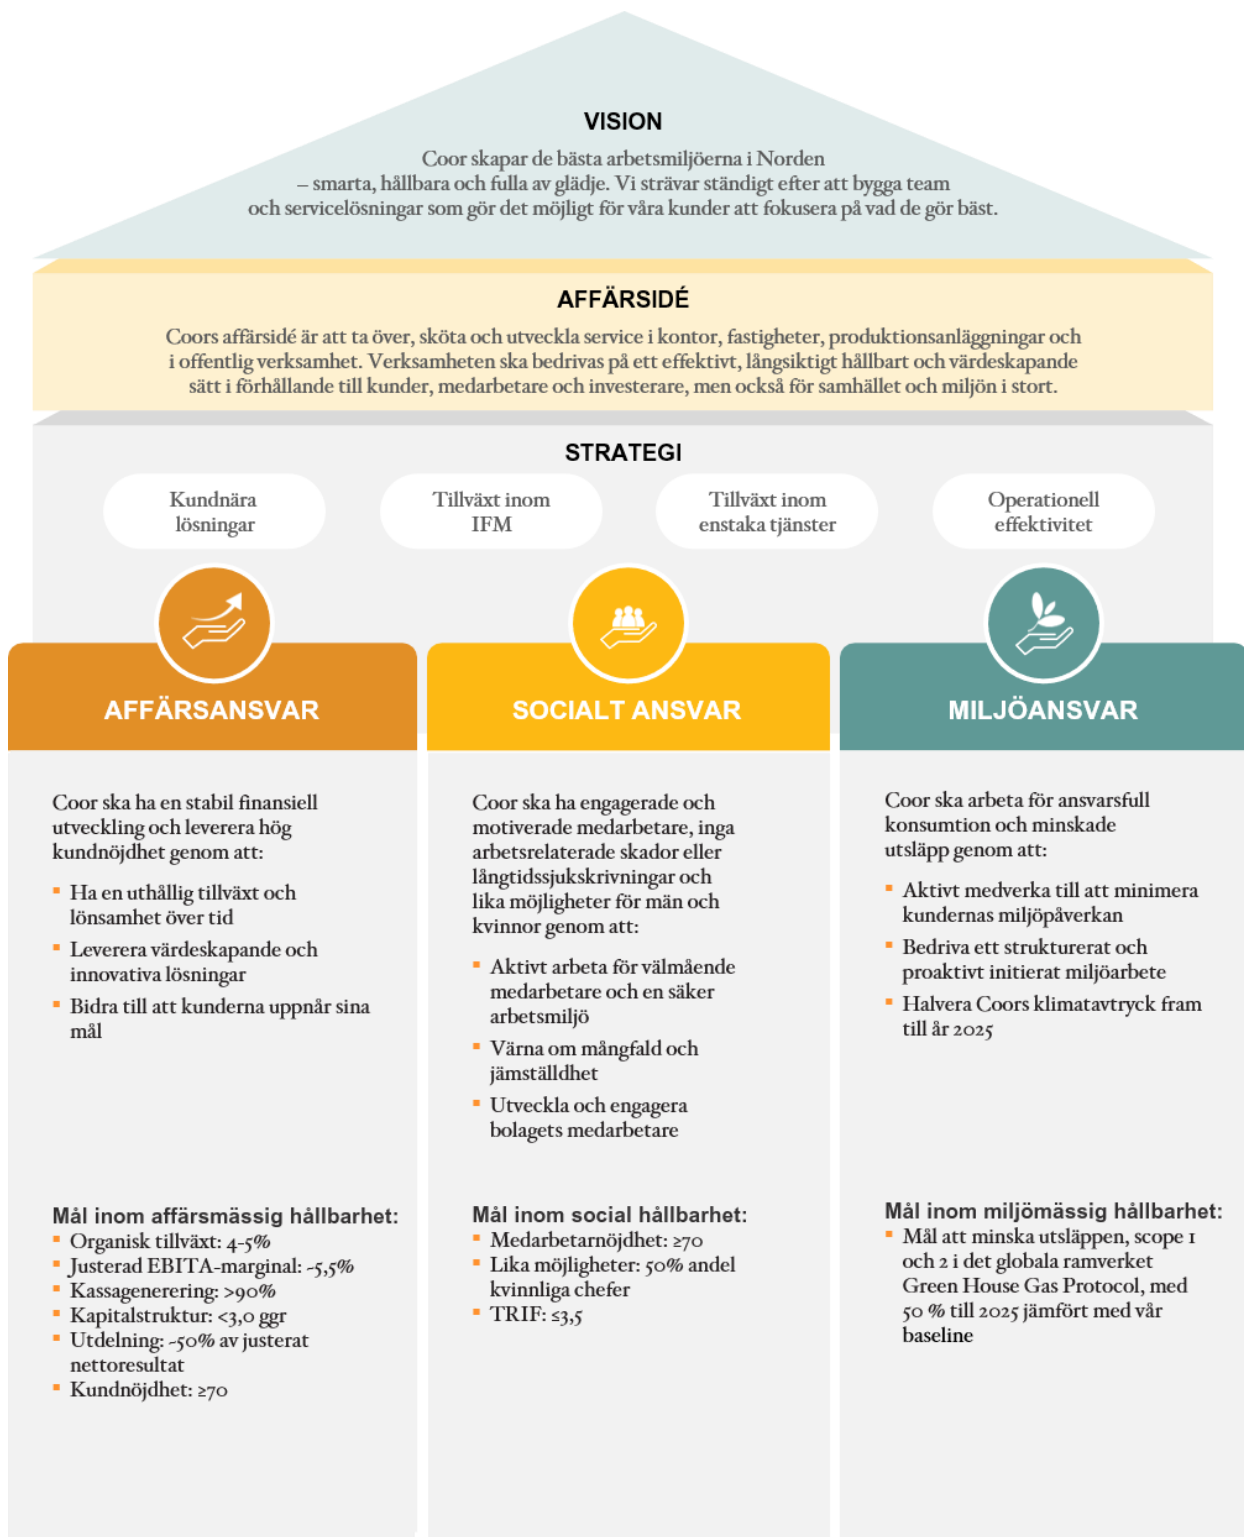 VISION
Coor skapar de bästa arbetsmiljöerna i Norden
– smarta, hållbara och fulla av glädje. Vi strävar ständigt efter att bygga team
och servicelösningar som gör det möjligt för våra kunder att fokusera på vad de gör bäst.
AFFÄRSIDÉ
Coors affärsidé är att ta över, sköta och utveckla service i kontor, fastigheter, produktionsanläggningar och
i offentlig verksamhet. Verksamheten ska bedrivas på ett effektivt, långsiktigt hållbart och värdeskapande
sätt i förhållande till kunder, medarbetare och investerare, men också för samhället och miljön i stort.
STRATEGI
Kundnära
lösningar
Tillväxt inom
IFM
Tillväxt inom
enstaka tjänster
Operationell
effektivitet
AFFÄRSANSVAR
Coor ska ha en stabil finansiell
utveckling och leverera hög
kundnöjdhet genom att:
▪ Ha en uthållig tillväxt och
lönsamhet över tid
▪ Leverera värdeskapande och
innovativa lösningar
▪ Bidra till att kunderna uppnår sina
mål
Mål inom affärsmässig hållbarhet:
▪ Organisk tillväxt: 4-5%
▪ Justerad EBITA-marginal: ~5,5%
▪ Kassagenerering: >90%
▪ Kapitalstruktur: <3,0 ggr
▪ Utdelning: ~50% av justerat
nettoresultat
▪ Kundnöjdhet: ≥70
SOCIALT ANSVAR
Coor ska ha engagerade och
motiverade medarbetare, inga
arbetsrelaterade skador eller
långtidssjukskrivningar och
lika möjligheter för män och
kvinnor genom att:
▪ Aktivt arbeta för välmående
medarbetare och en säker
arbetsmiljö
▪ Värna om mångfald och
jämställdhet
▪ Utveckla och engagera
bolagets medarbetare
Mål inom social hållbarhet:
▪ Medarbetarnöjdhet: ≥70
▪ Lika möjligheter: 50% andel
kvinnliga chefer
▪ TRIF: ≤3,5
MILJÖANSVAR
Coor ska arbeta för ansvarsfull
konsumtion och minskade
utsläpp genom att:
▪ Aktivt medverka till att minimera
kundernas miljöpåverkan
▪ Bedriva ett strukturerat och
proaktivt initierat miljöarbete
▪ Halvera Coors klimatavtryck fram
till år 2025
Mål inom miljömässig hållbarhet:
▪ Mål att minska utsläppen, scope 1
och 2 i det globala ramverket
Green House Gas Protocol, med
50 % till 2025 jämfört med vår
baseline